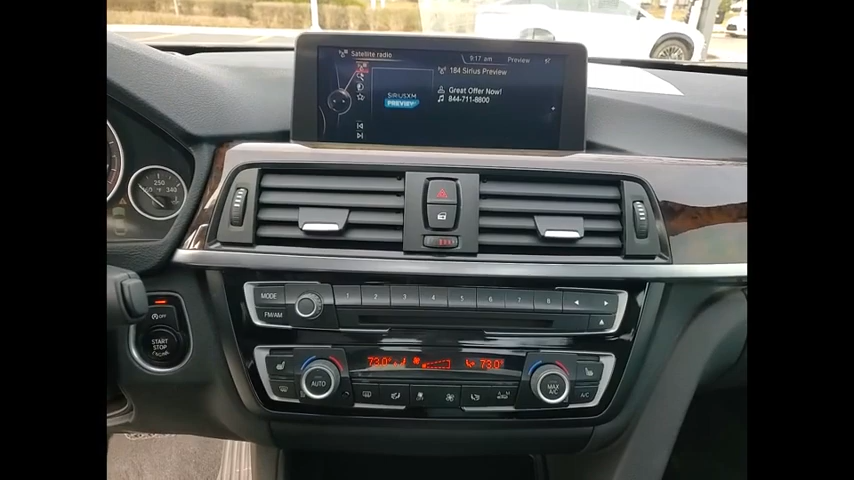 Satellite radio
9:17 am
Preview
184 Sirius Preview
SIRIUSXM
PREVIEW
Great Offer Now!
844-711-8800
250
340
MODE
1 2 3 4 5 6 7 8
FM/AM
OFF
START
STOP
ENGINE
73.0°
73.0°
AUTO
MAX
A/C
A/C